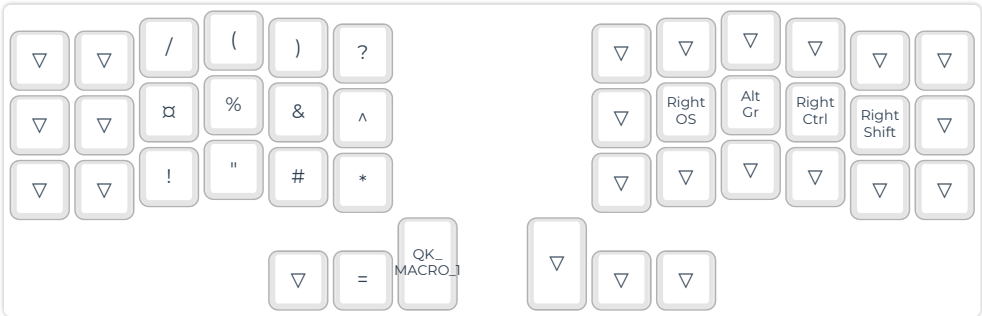 ▽ ▽ / ( ) ? ▽ ▽ ▽ ▽ ▽ ▽
▽ ▽ ¤ % & ^ ▽ Right OS Alt Gr Right Ctrl Right Shift ▽
▽ ▽ ! " # * ▽ ▽ ▽ ▽ ▽ ▽
▽ = QK_ MACRO_1 ▽ ▽ ▽